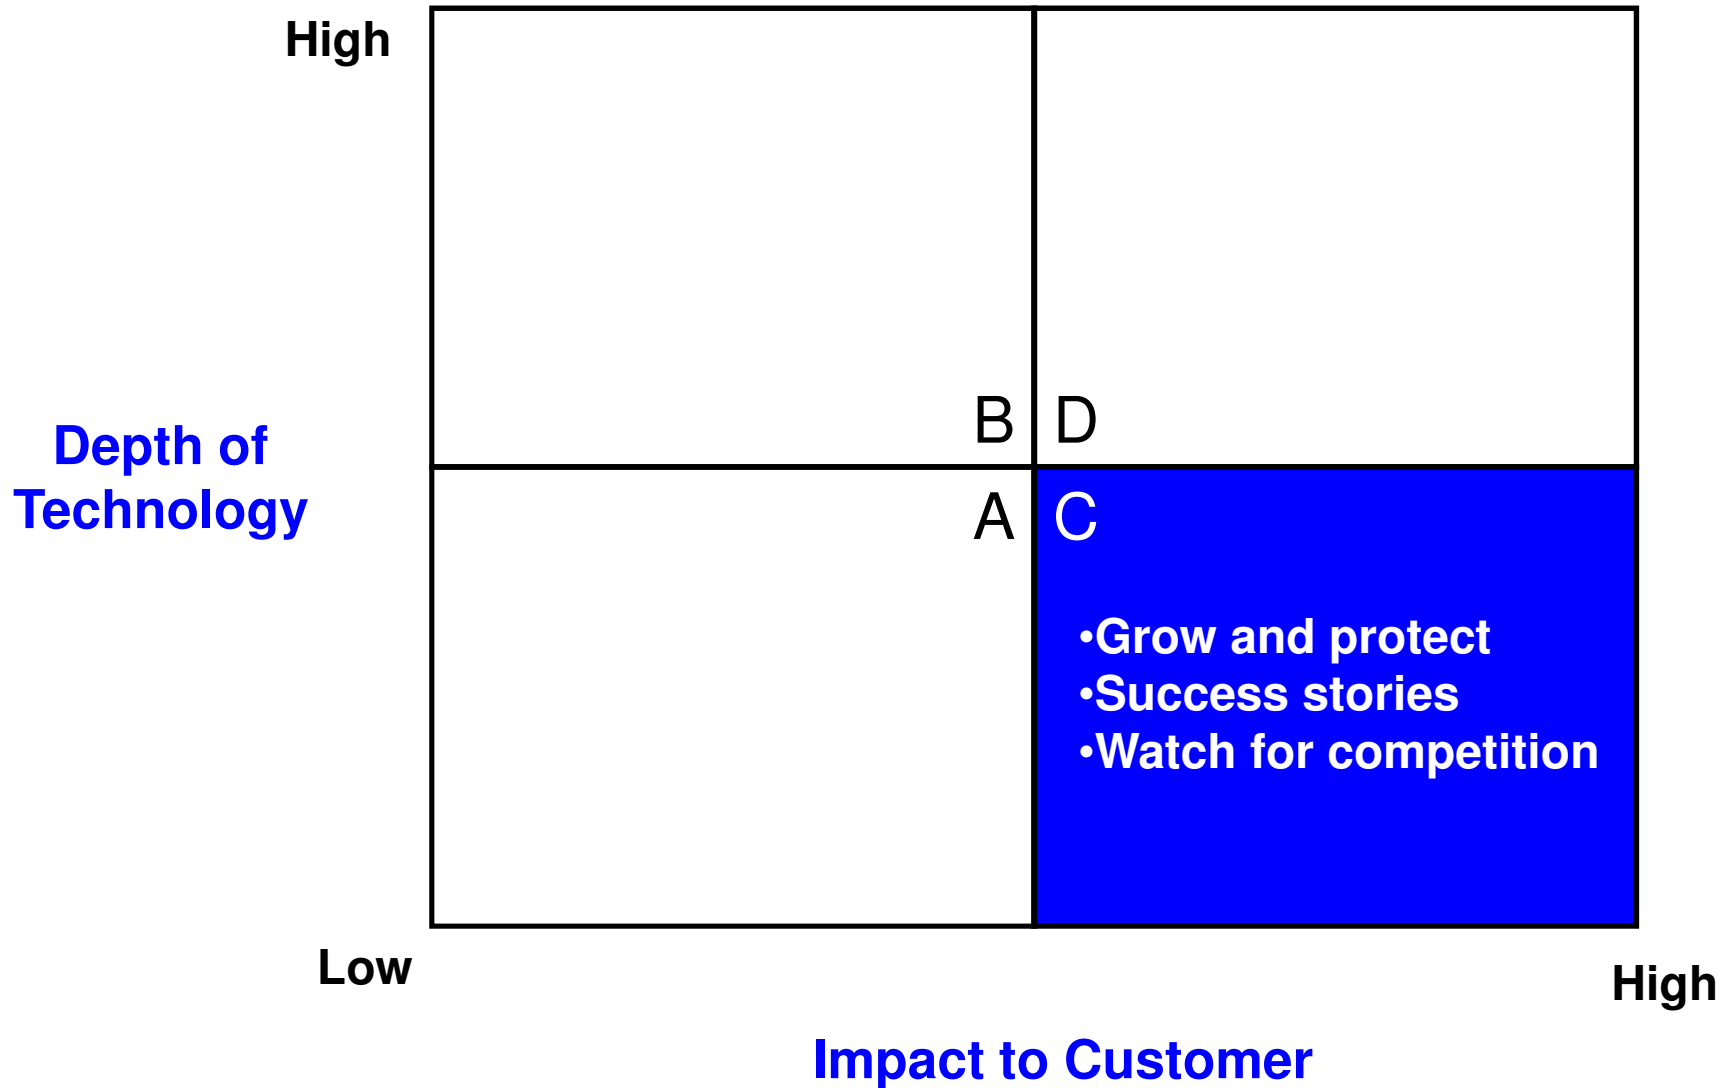 High
B D
Depth of
Technology
A C
•Grow and protect
•Success stories
•Watch for competition
Low
High
Impact to Customer